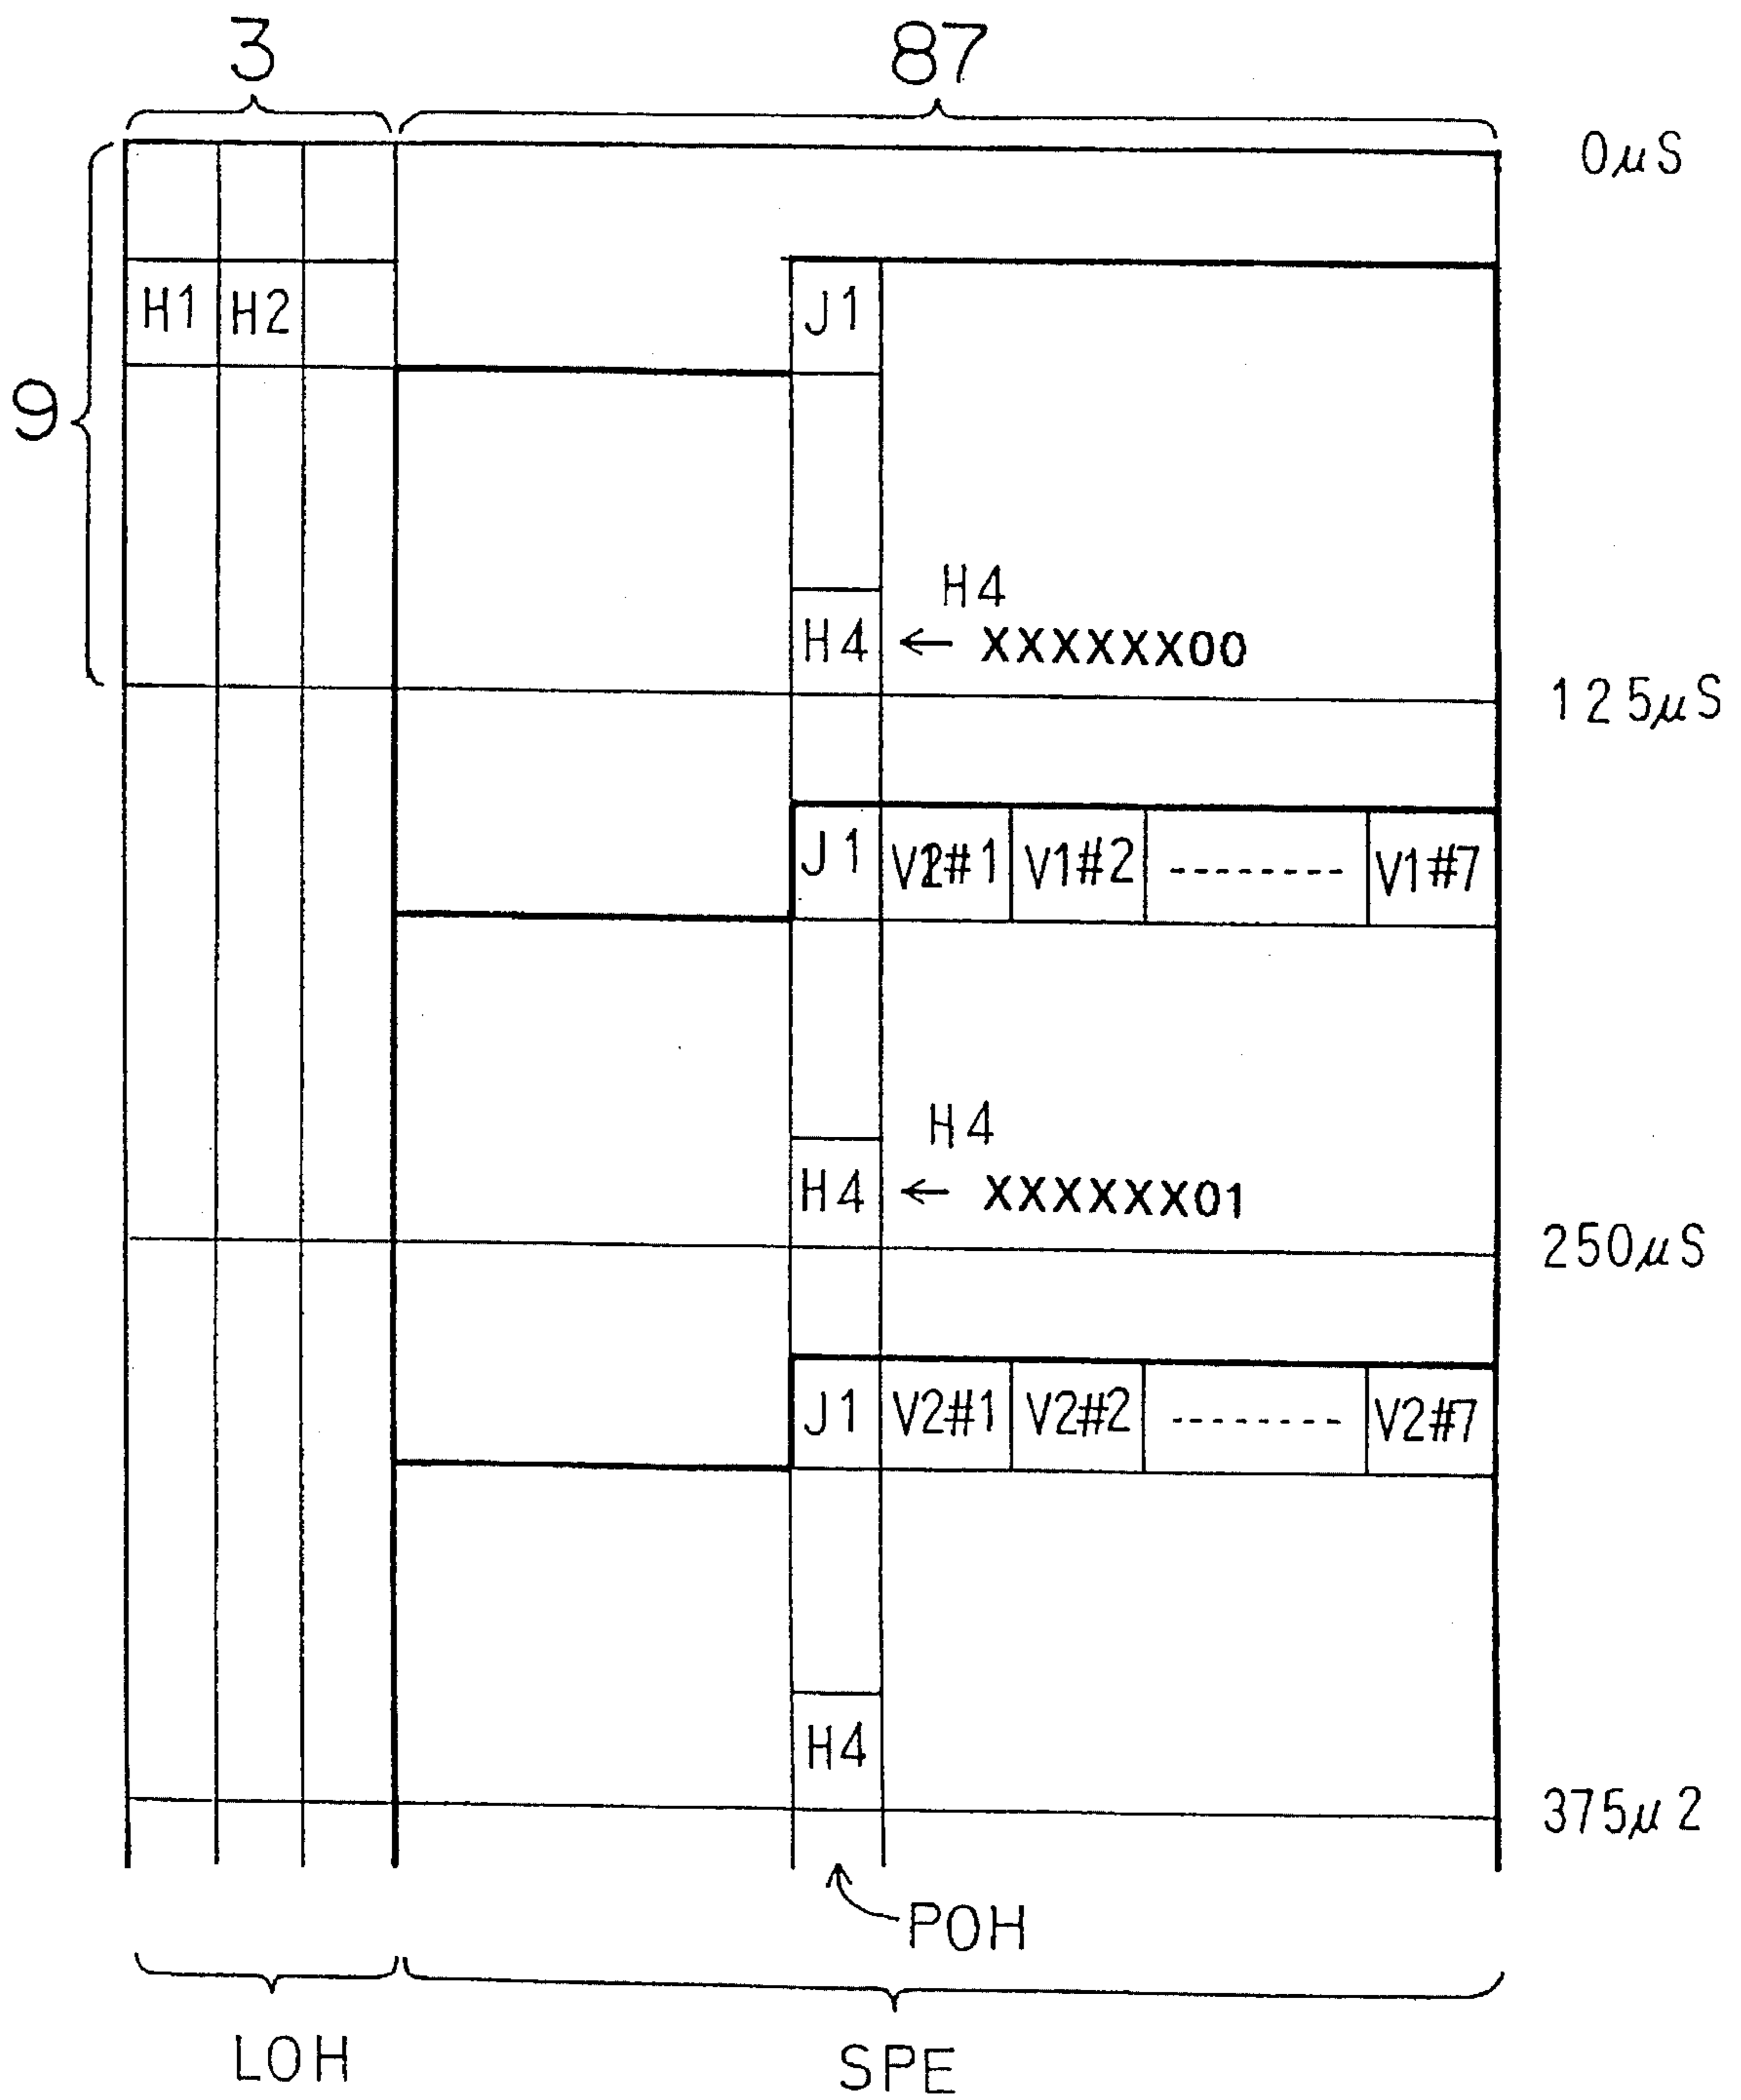 3 87
0μS
H1 H2 J1
9
H4
H4 ← XXXXXX00
125μS
J1 V1#2 -------- V1#7
H4
H4 ← XXXXXX01
250μS
J1 V2#1 V2#2 -------- V2#7
H4
375μ2
POH
LOH SPE